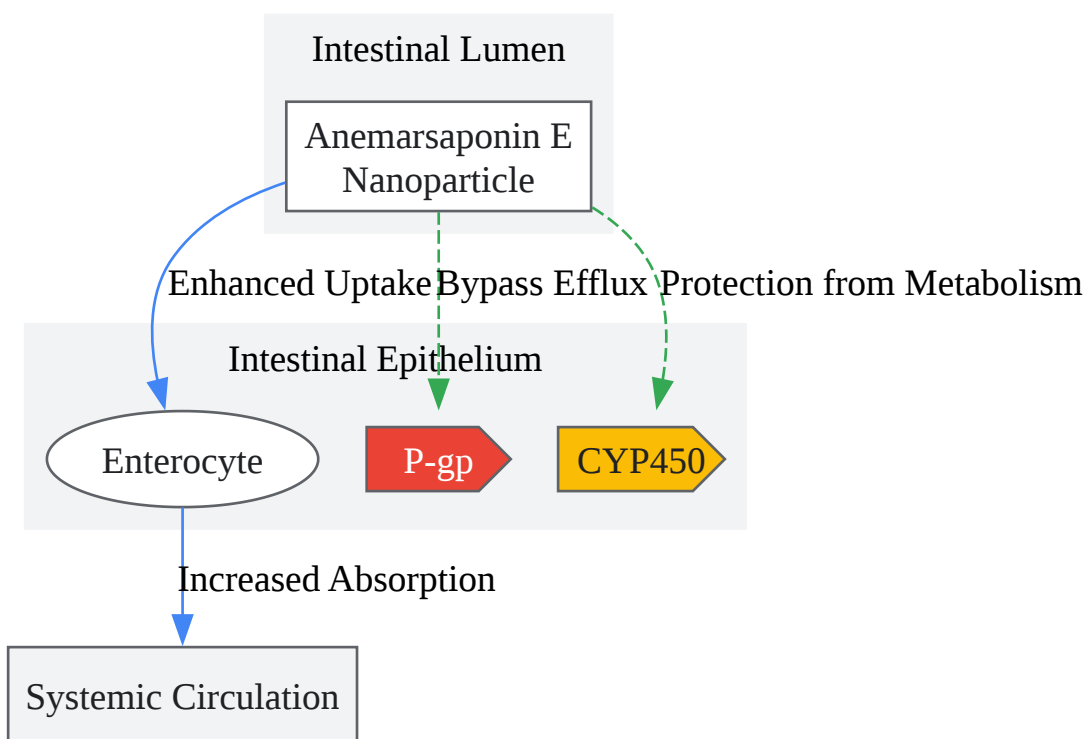 Intestinal Lumen
Anemarsaponin E
Nanoparticle
Enhanced Uptake
Bypass Efflux
Protection from Metabolism
Intestinal Epithelium
Enterocyte
P-gp
CYP450
Increased Absorption
Systemic Circulation